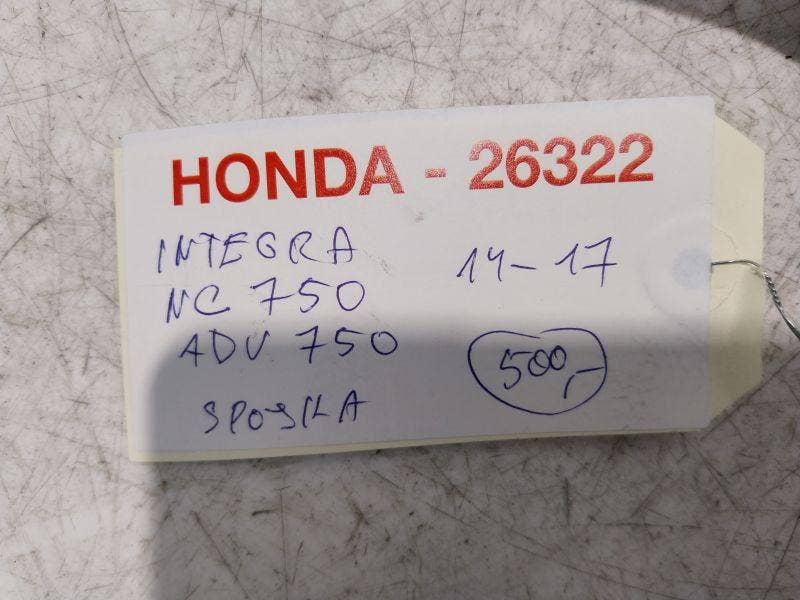 HONDA - 26322
INTEGRA 14-17
NC 750
ADV 750 500,-
SPOJKA